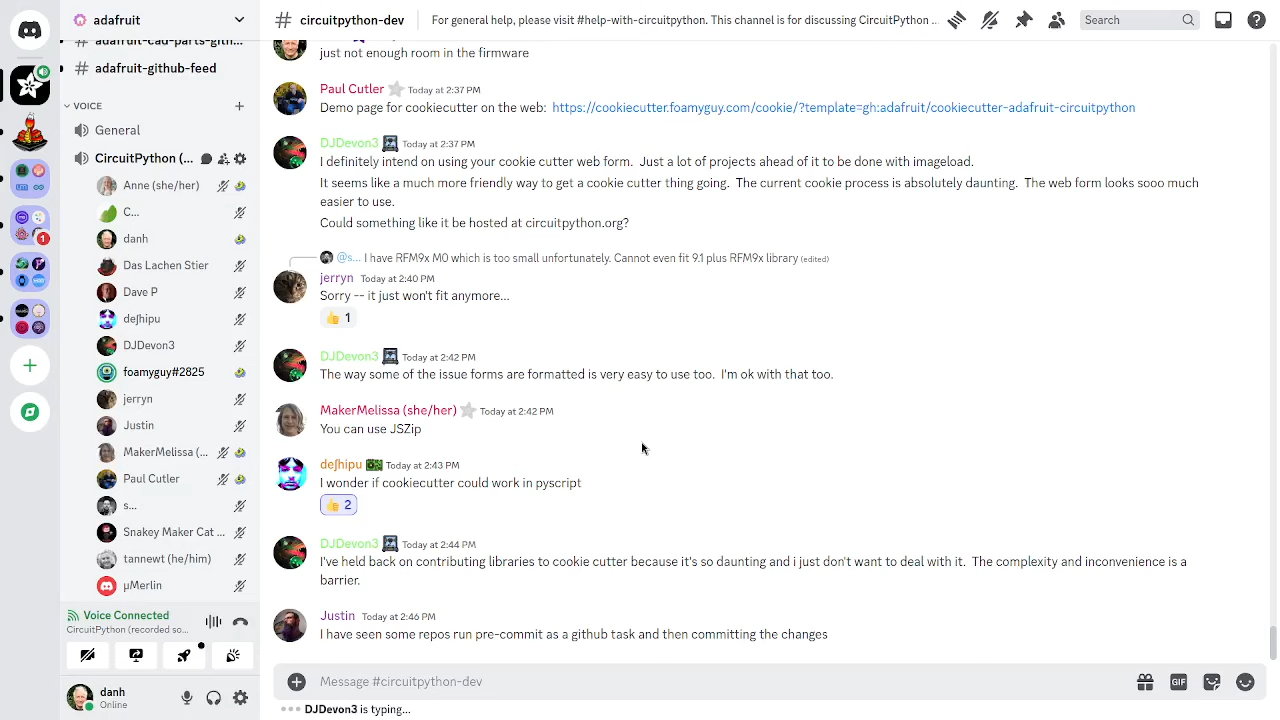 adafruit
circuitpython-dev
For general help, please visit #help-with-circuitpython. This channel is for discussing CircuitPython ...
Search
adafruit-cad-parts-gith...
adafruit-github-feed
VOICE
General
CircuitPython (...
Anne (she/her)
C...
danh
Das Lachen Stier
Dave P
deʃhipu
DJDevon3
foamyguy#2825
jerryn
Justin
MakerMelissa (...
Paul Cutler
s...
Snakey Maker Cat ...
tannewt (he/him)
µMerlin
Voice Connected
CircuitPython (recorded so...
danh
Online
1
just not enough room in the firmware
Paul Cutler Today at 2:37 PM
Demo page for cookiecutter on the web: https://cookiecutter.foamyguy.com/cookie/?template=gh:adafruit/cookiecutter-adafruit-circuitpython
DJDevon3 Today at 2:37 PM
I definitely intend on using your cookie cutter web form. Just a lot of projects ahead of it to be done with imageload.
It seems like a much more friendly way to get a cookie cutter thing going. The current cookie process is absolutely daunting. The web form looks sooo much
easier to use.
Could something like it be hosted at circuitpython.org?
@s... I have RFM9x M0 which is too small unfortunately. Cannot even fit 9.1 plus RFM9x library (edited)
jerryn Today at 2:40 PM
Sorry -- it just won't fit anymore...
1
DJDevon3 Today at 2:42 PM
The way some of the issue forms are formatted is very easy to use too. I'm ok with that too.
MakerMelissa (she/her) Today at 2:42 PM
You can use JSZip
deʃhipu Today at 2:43 PM
I wonder if cookiecutter could work in pyscript
2
DJDevon3 Today at 2:44 PM
I've held back on contributing libraries to cookie cutter because it's so daunting and i just don't want to deal with it. The complexity and inconvenience is a
barrier.
Justin Today at 2:46 PM
I have seen some repos run pre-commit as a github task and then committing the changes
Message #circuitpython-dev
GIF
DJDevon3 is typing...